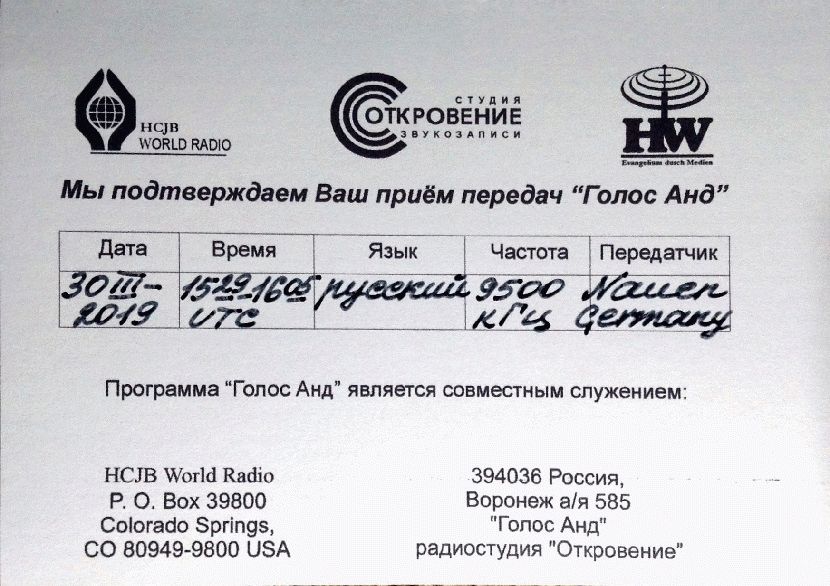 HCJB
WORLD RADIO
СТУДИЯ
ОТКРОВЕНИЕ
ЗВУКОЗАПИСИ
HW
Evangelium dusch Medien
Мы подтверждаем Ваш приём передач “Голос Анд”
Дата Время Язык Частота Передатчик
30 III- 1529-1605 русский 9500 Nauen
2019 UTC кГц Germany
Программа “Голос Анд” является совместным служением:
HCJB World Radio
P. O. Box 39800
Colorado Springs,
CO 80949-9800 USA
394036 Россия,
Воронеж а/я 585
"Голос Анд"
радиостудия "Откровение"